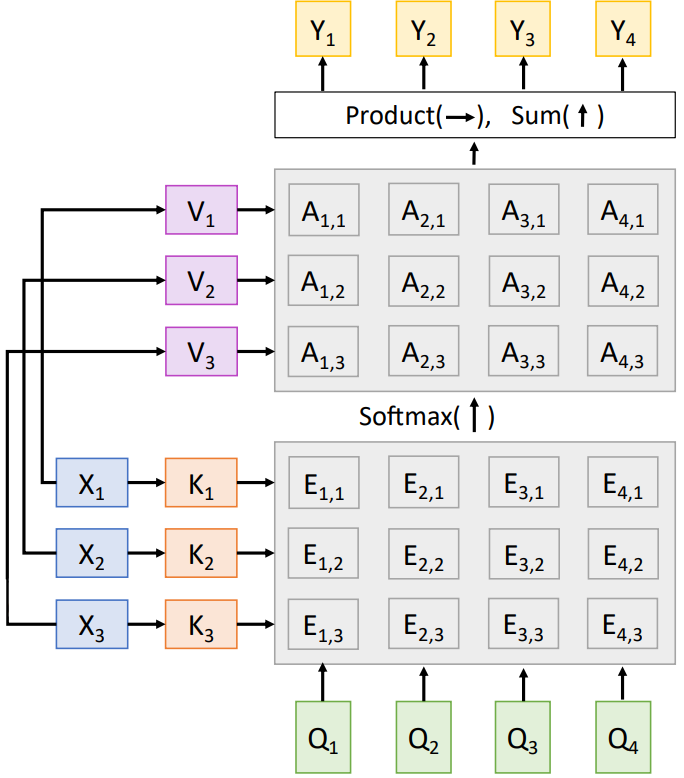 Y1 Y2 Y3 Y4
Product(→), Sum(↑)
V1 A1,1 A2,1 A3,1 A4,1
V2 A1,2 A2,2 A3,2 A4,2
V3 A1,3 A2,3 A3,3 A4,3
Softmax(↑)
X1 K1 E1,1 E2,1 E3,1 E4,1
X2 K2 E1,2 E2,2 E3,2 E4,2
X3 K3 E1,3 E2,3 E3,3 E4,3
Q1 Q2 Q3 Q4